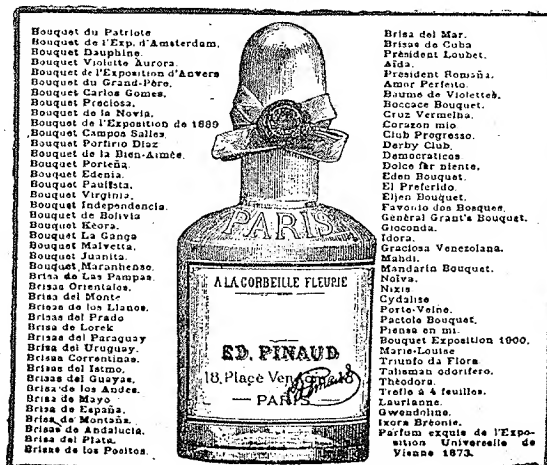 Bouquet du Patriote
Bouquet de l'Exp. d'Amsterdam.
Bouquet Dauphine.
Bouquet Violette Aurora.
Bouquet de l'Exposition d'Anvers
Bouquet du Grand-Père.
Bouquet Carlos Gomes.
Bouquet Preciosa.
Bouquet de la Novia.
Bouquet de l'Exposition de 1889
Bouquet Campos Salles.
Bouquet Porfirio Diaz
Bouquet de la Bien-Aimée.
Bouquet Porteña.
Bouquet Edenia.
Bouquet Paulista.
Bouquet Virginia.
Bouquet Independencia.
Bouquet de Bolivia
Bouquet Kéora.
Bouquet La Ganga
Bouquet Malvetta.
Bouquet Juanita.
Bouquet Maranhense.
Brisa de Las Pampas.
Brisas Orientales.
Brisa del Monte
Brisas de los Llanos.
Brisas del Prado
Brisa de Lorek
Brisas del Paraguay
Brisa del Uruguay.
Brisas Correntinas.
Brisas del Istmo.
Brisas del Guayas.
Brisa de los Andes.
Brisa de Mayo
Brisa de España.
Brisa de Montaña.
Brisas de Andalucía.
Brisa del Plata.
Brisas de los Pocitos.
PARIS
A LA CORBEILLE FLEURIE
ED. PINAUD
18, Place Vendome 18
PARIS
Brisa del Mar.
Brisas de Cuba
Président Loubet.
Aïda.
President Romaña.
Amor Perfeito.
Baume de Violettes.
Boccace Bouquet.
Cruz Vermelha.
Corazon mio
Club Progresso.
Derby Club.
Democraticos
Dolce far niente.
Eden Bouquet.
El Preferido.
Eljen Bouquet.
Favonio dos Bosques.
Général Grant's Bouquet.
Gioconda.
Idora.
Graciosa Venezolana.
Mahdi.
Mandarin Bouquet.
Noïva.
Nixis
Cydalise
Porte-Veine.
Pactole Bouquet.
Piensa en mi.
Bouquet Exposition 1900.
Marie-Louise
Triunfo da Flora.
Talisman odorifero.
Théodora.
Trèfle à 4 feuilles.
Laurianne.
Gwendoline.
Ixora Bréonie.
Parfum exquis de l'Expo-
sition Universelle de
Vienne 1873.